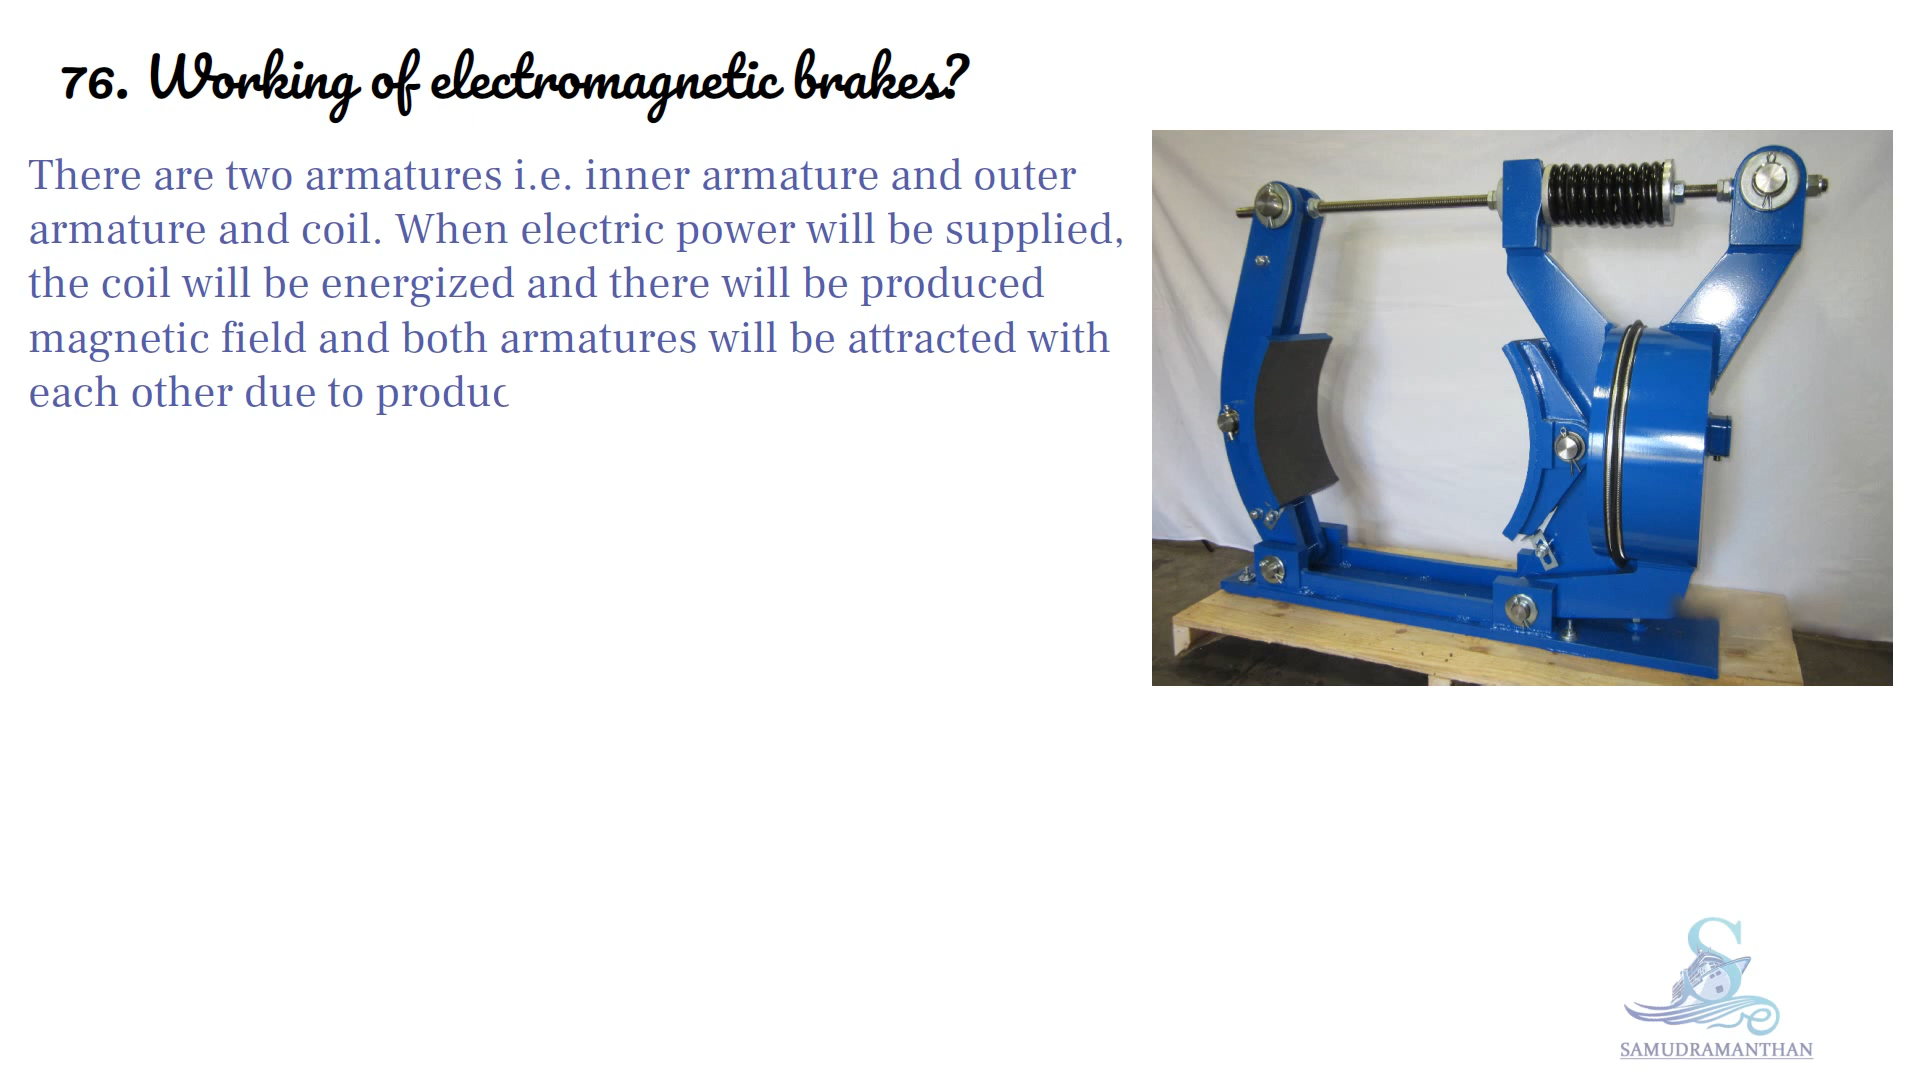 76. Working of electromagnetic brakes?
There are two armatures i.e. inner armature and outer
armature and coil. When electric power will be supplied,
the coil will be energized and there will be produced
magnetic field and both armatures will be attracted with
each other due to produc
SAMUDRAMANTHAN